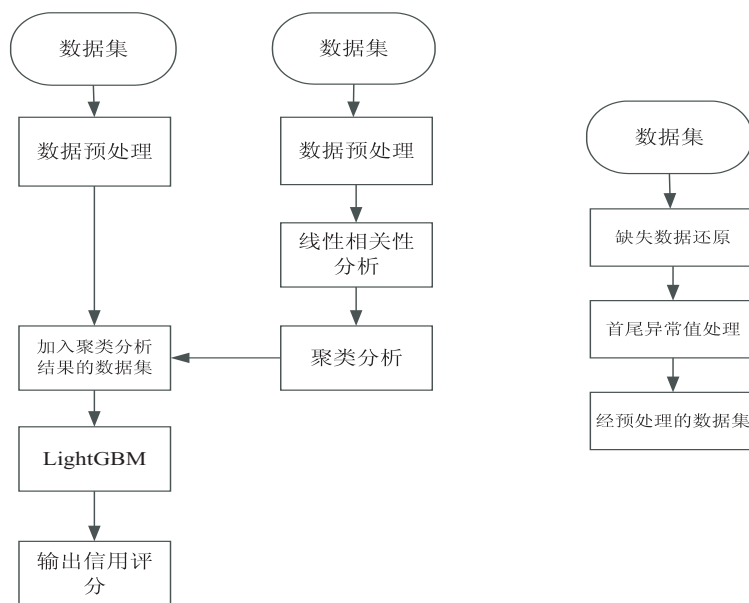 数据集
数据预处理
加入聚类分析
结果的数据集
LightGBM
输出信用评
分
数据集
数据预处理
线性相关性
分析
聚类分析
数据集
缺失数据还原
首尾异常值处理
经预处理的数据集